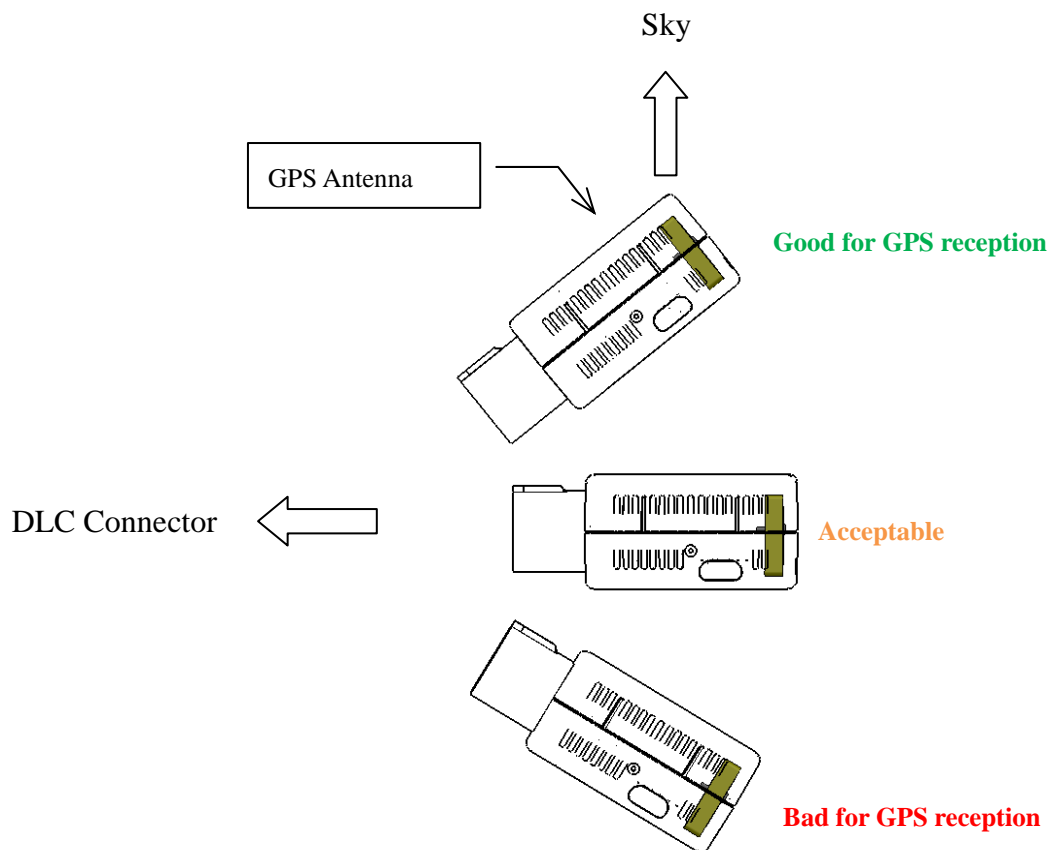 Sky
GPS Antenna
Good for GPS reception
DLC Connector
Acceptable
Bad for GPS reception